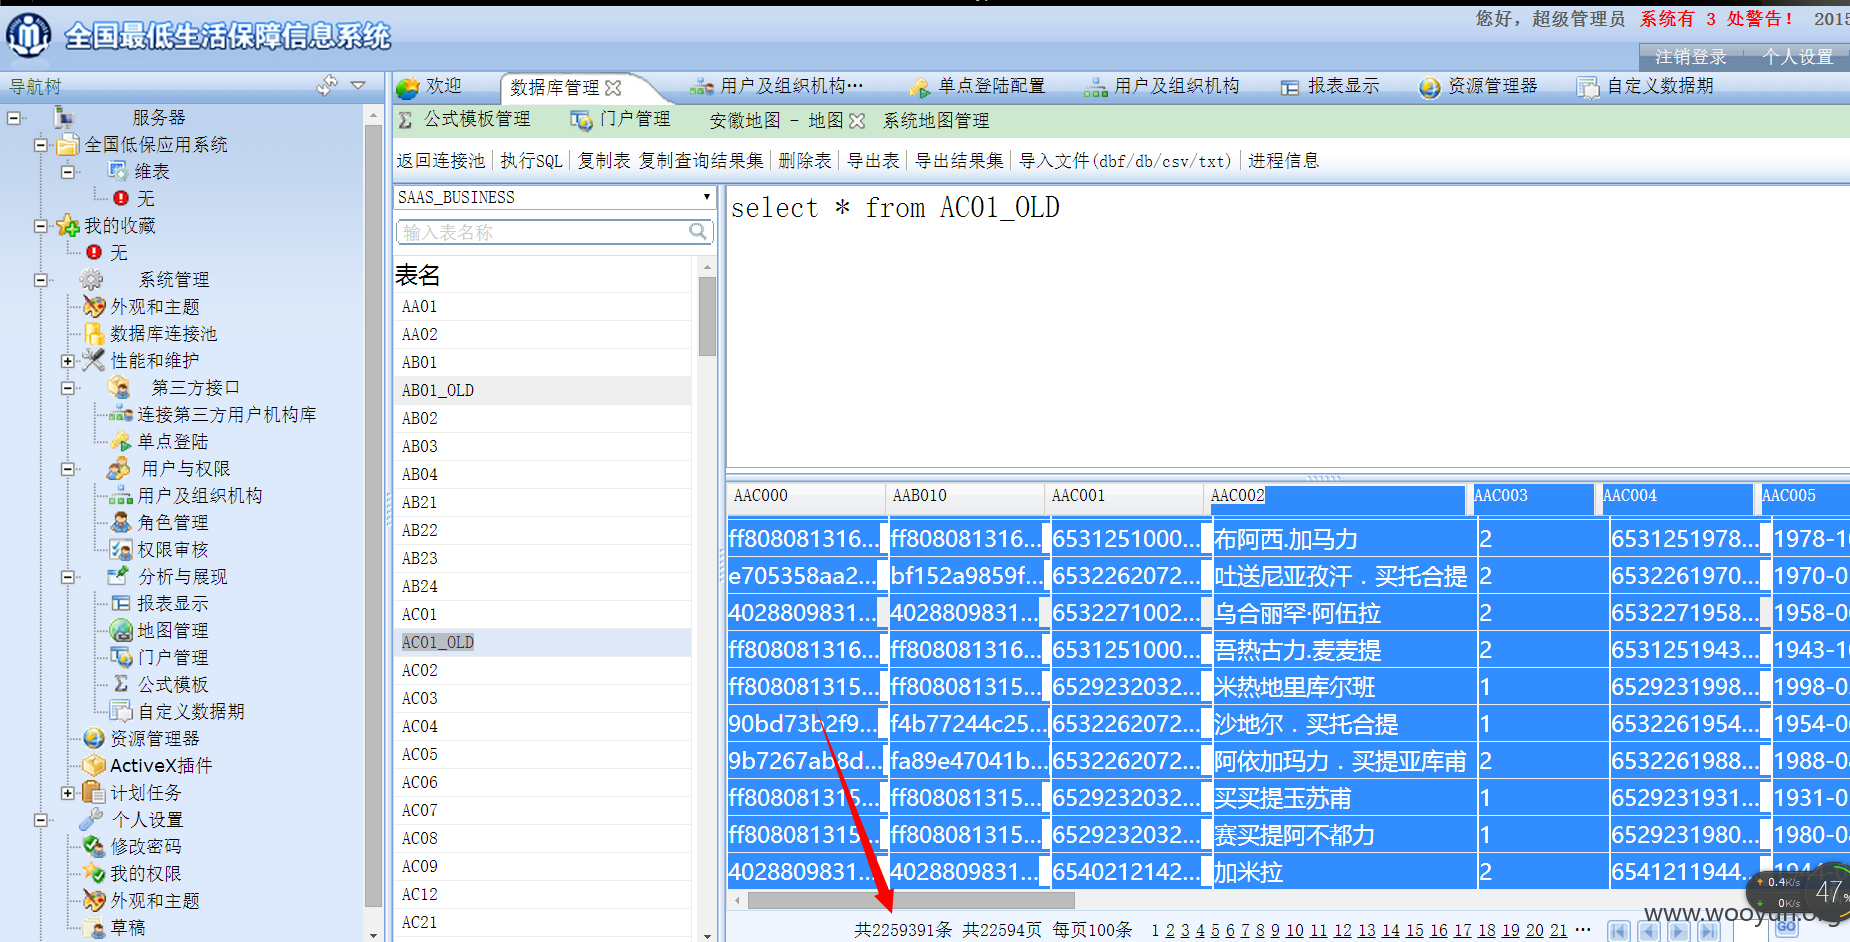 全国最低生活保障信息系统
您好，超级管理员 系统有 3 处警告! 2015
注销登录 个人设置
导航树
服务器
全国低保应用系统
维表
无
我的收藏
无
系统管理
外观和主题
数据库连接池
性能和维护
第三方接口
连接第三方用户机构库
单点登陆
用户与权限
用户及组织机构
角色管理
权限审核
分析与展现
报表显示
地图管理
门户管理
公式模板
自定义数据期
资源管理器
ActiveX插件
计划任务
个人设置
修改密码
我的权限
外观和主题
草稿
欢迎 数据库管理 用户及组织机构… 单点登陆配置 用户及组织机构 报表显示 资源管理器 自定义数据期
公式模板管理 门户管理 安徽地图 - 地图 系统地图管理
返回连接池 执行SQL 复制表 复制查询结果集 删除表 导出表 导出结果集 导入文件(dbf/db/csv/txt) 进程信息
SAAS_BUSINESS
输入表名称
表名
AA01
AA02
AB01
AB01_OLD
AB02
AB03
AB04
AB21
AB22
AB23
AB24
AC01
AC01_OLD
AC02
AC03
AC04
AC05
AC06
AC07
AC08
AC09
AC12
AC21
select * from AC01_OLD
AAC000 AAB010 AAC001 AAC002 AAC003 AAC004 AAC005
ff808081316... ff808081316... 6531251000... 布阿西.加马力 2 6531251978... 1978-1
e705358aa2... bf152a9859f... 6532262072... 吐送尼亚孜汗．买托合提 2 6532261970... 1970-0
4028809831... 4028809831... 6532271002... 乌合丽罕·阿伍拉 2 6532271958... 1958-0
ff808081316... ff808081316... 6531251000... 吾热古力.麦麦提 2 6531251943... 1943-1
ff808081315... ff808081315... 6529232032... 米热地里库尔班 1 6529231998... 1998-0
90bd73b2f9... f4b77244c25... 6532262072... 沙地尔．买托合提 1 6532261954... 1954-0
9b7267ab8d... fa89e47041b... 6532262072... 阿依加玛力．买提亚库甫 2 6532261988... 1988-0
ff808081315... ff808081315... 6529232032... 买买提玉苏甫 1 6529231931... 1931-0
ff808081315... ff808081315... 6529232032... 赛买提阿不都力 1 6529231980... 1980-0
4028809831... 4028809831... 6540212142... 加米拉 2 6541211944... 1944-0
共2259391条 共22594页 每页100条 1 2 3 4 5 6 7 8 9 10 11 12 13 14 15 16 17 18 19 20 21 … GO
0.4K/s
0K/s
47%
www.wooyun.org